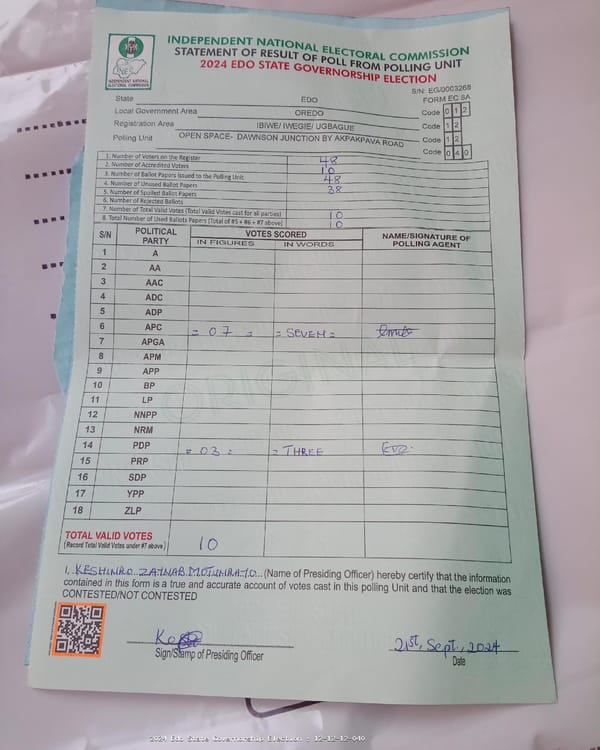 INDEPENDENT NATIONAL ELECTORAL COMMISSION
STATEMENT OF RESULT OF POLL FROM POLLING UNIT
2024 EDO STATE GOVERNORSHIP ELECTION
INEC
INDEPENDENT NATIONAL
ELECTORAL COMMISSION
S/N: EG/0003268
FORM EC 8A
State EDO
Local Government Area OREDO Code 0 1 2
Registration Area IBIWE/ IWEGIE/ UGBAGUE Code 1 2
Polling Unit OPEN SPACE- DAWNSON JUNCTION BY AKPAKPAVA ROAD Code 1 2
Code 0 4 0
1. Number of Voters on the Register 48
2. Number of Accredited Voters 10
3. Number of Ballot Papers Issued to the Polling Unit 48
4. Number of Unused Ballot Papers 38
5. Number of Spoiled Ballot Papers
6. Number of Rejected Ballots
7. Number of Total Valid Votes (Total Valid Votes cast for all parties) 10
8. Total Number of Used Ballots Papers (Total of #5 + #6 + #7 above) 10
S/N POLITICAL PARTY VOTES SCORED NAME/SIGNATURE OF POLLING AGENT
IN FIGURES IN WORDS
1 A
2 AA
3 AAC
4 ADC
5 ADP
6 APC = 07 = = SEVEN =
7 APGA
8 APM
9 APP
10 BP
11 LP
12 NNPP
13 NRM
14 PDP = 03 = = THREE
15 PRP
16 SDP
17 YPP
18 ZLP
ORIGINAL
TOTAL VALID VOTES 10
(Record Total Valid Votes under #7 above)
I, KESHINRO ZAINAB MOTUNRAYO (Name of Presiding Officer) hereby certify that the information
contained in this form is a true and accurate account of votes cast in this polling Unit and that the election was
CONTESTED/NOT CONTESTED
Sign/Stamp of Presiding Officer
21st, Sept., 2024
Date
2024 Edo State Governorship Election : 12-12-12-040